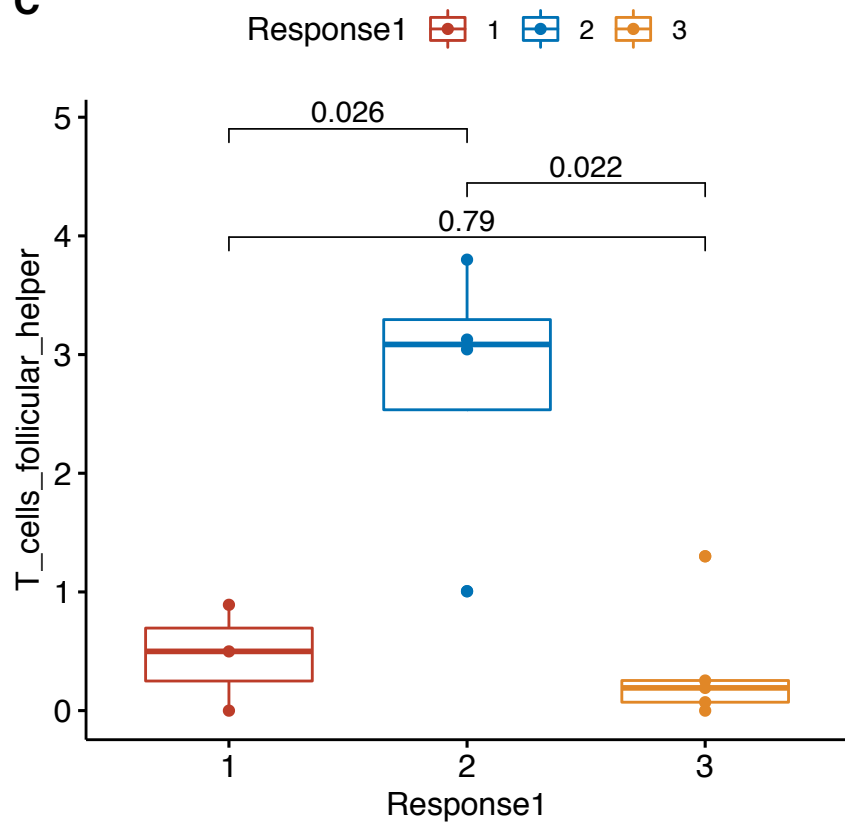 C
Response1 1 2 3
5
0.026
0.022
4
0.79
3
2
1
0
T_cells_follicular_helper
1 2 3
Response1